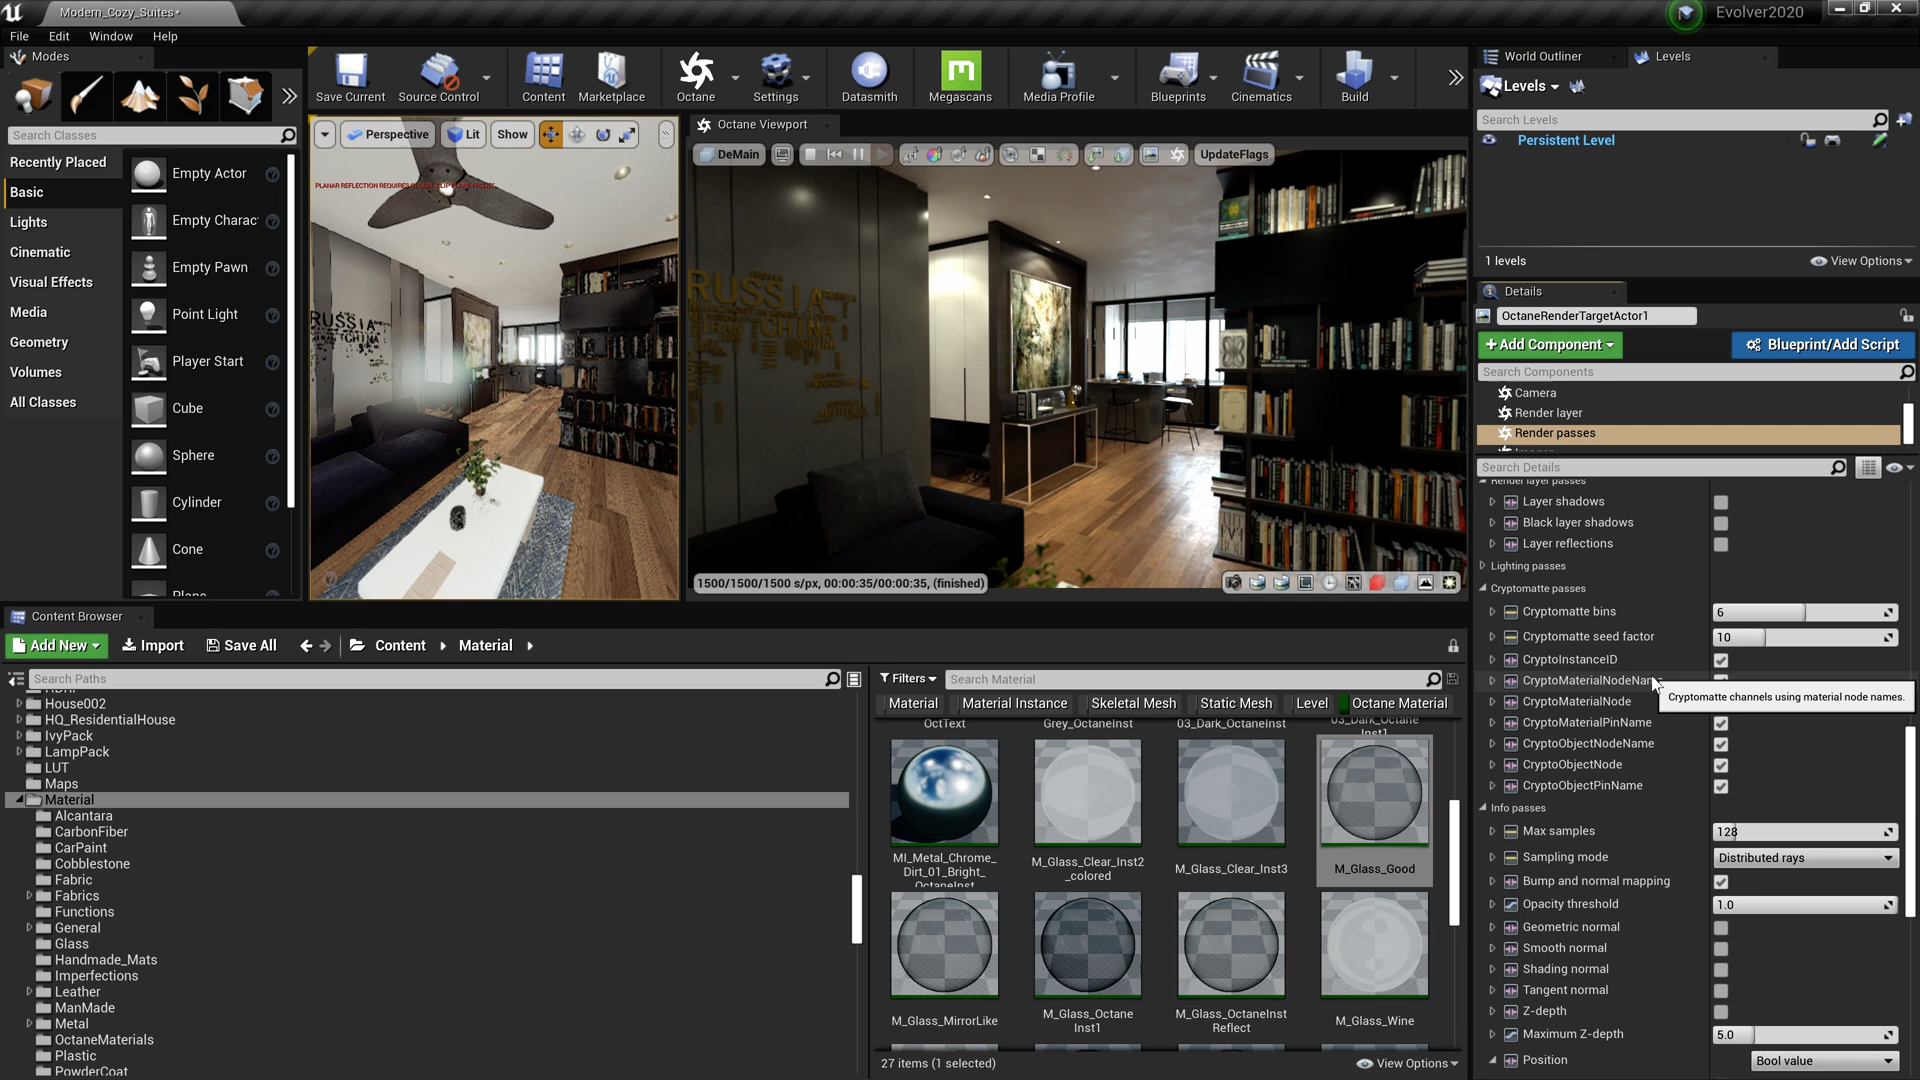 Modern_Cozy_Suites*
Evolver2020
File Edit Window Help
Modes
Search Classes
Recently Placed
Basic
Lights
Cinematic
Visual Effects
Media
Geometry
Volumes
All Classes
Empty Actor
Empty Charac
Empty Pawn
Point Light
Player Start
Cube
Sphere
Cylinder
Cone
Save Current
Source Control
Content
Marketplace
Octane
Settings
Datasmith
Megascans
Media Profile
Blueprints
Cinematics
Build
Perspective
Lit
Show
RUSSIA
CHINA
Octane Viewport
DeMain
UpdateFlags
RUSSIA
CHINA
1500/1500/1500 s/px, 00:00:35/00:00:35, (finished)
World Outliner
Levels
Levels
Search Levels
Persistent Level
1 levels
View Options
Details
OctaneRenderTargetActor1
+Add Component
Blueprint/Add Script
Search Components
Camera
Render layer
Render passes
Search Details
Render layer passes
Layer shadows
Black layer shadows
Layer reflections
Lighting passes
Cryptomatte passes
Cryptomatte bins 6
Cryptomatte seed factor 10
CryptoInstanceID
CryptoMaterialNodeName
Cryptomatte channels using material node names.
CryptoMaterialNode
CryptoMaterialPinName
CryptoObjectNodeName
CryptoObjectNode
CryptoObjectPinName
Info passes
Max samples 128
Sampling mode Distributed rays
Bump and normal mapping
Opacity threshold 1.0
Geometric normal
Smooth normal
Shading normal
Tangent normal
Z-depth
Maximum Z-depth 5.0
Position Bool value
Content Browser
Add New
Import
Save All
Content
Material
Search Paths
House002
HQ_ResidentialHouse
IvyPack
LampPack
LUT
Maps
Material
Alcantara
CarbonFiber
CarPaint
Cobblestone
Fabric
Fabrics
Functions
General
Glass
Handmade_Mats
Imperfections
Leather
ManMade
Metal
OctaneMaterials
Plastic
PowderCoat
Filters
Search Material
Material
Material Instance
Skeletal Mesh
Static Mesh
Level
Octane Material
OctText
Grey_OctaneInst
03_Dark_OctaneInst
03_Dark_Octane
Inst1
MI_Metal_Chrome_
Dirt_01_Bright_
OctaneInst
M_Glass_Clear_Inst2
_colored
M_Glass_Clear_Inst3
M_Glass_Good
M_Glass_MirrorLike
M_Glass_Octane
Inst1
M_Glass_OctaneInst
Reflect
M_Glass_Wine
27 items (1 selected)
View Options